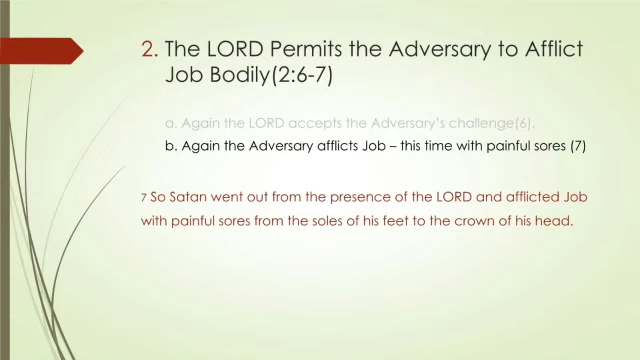 2. The LORD Permits the Adversary to Afflict
Job Bodily(2:6-7)
a. Again the LORD accepts the Adversary's challenge(6).
b. Again the Adversary afflicts Job – this time with painful sores (7)
7 So Satan went out from the presence of the LORD and afflicted Job
with painful sores from the soles of his feet to the crown of his head.